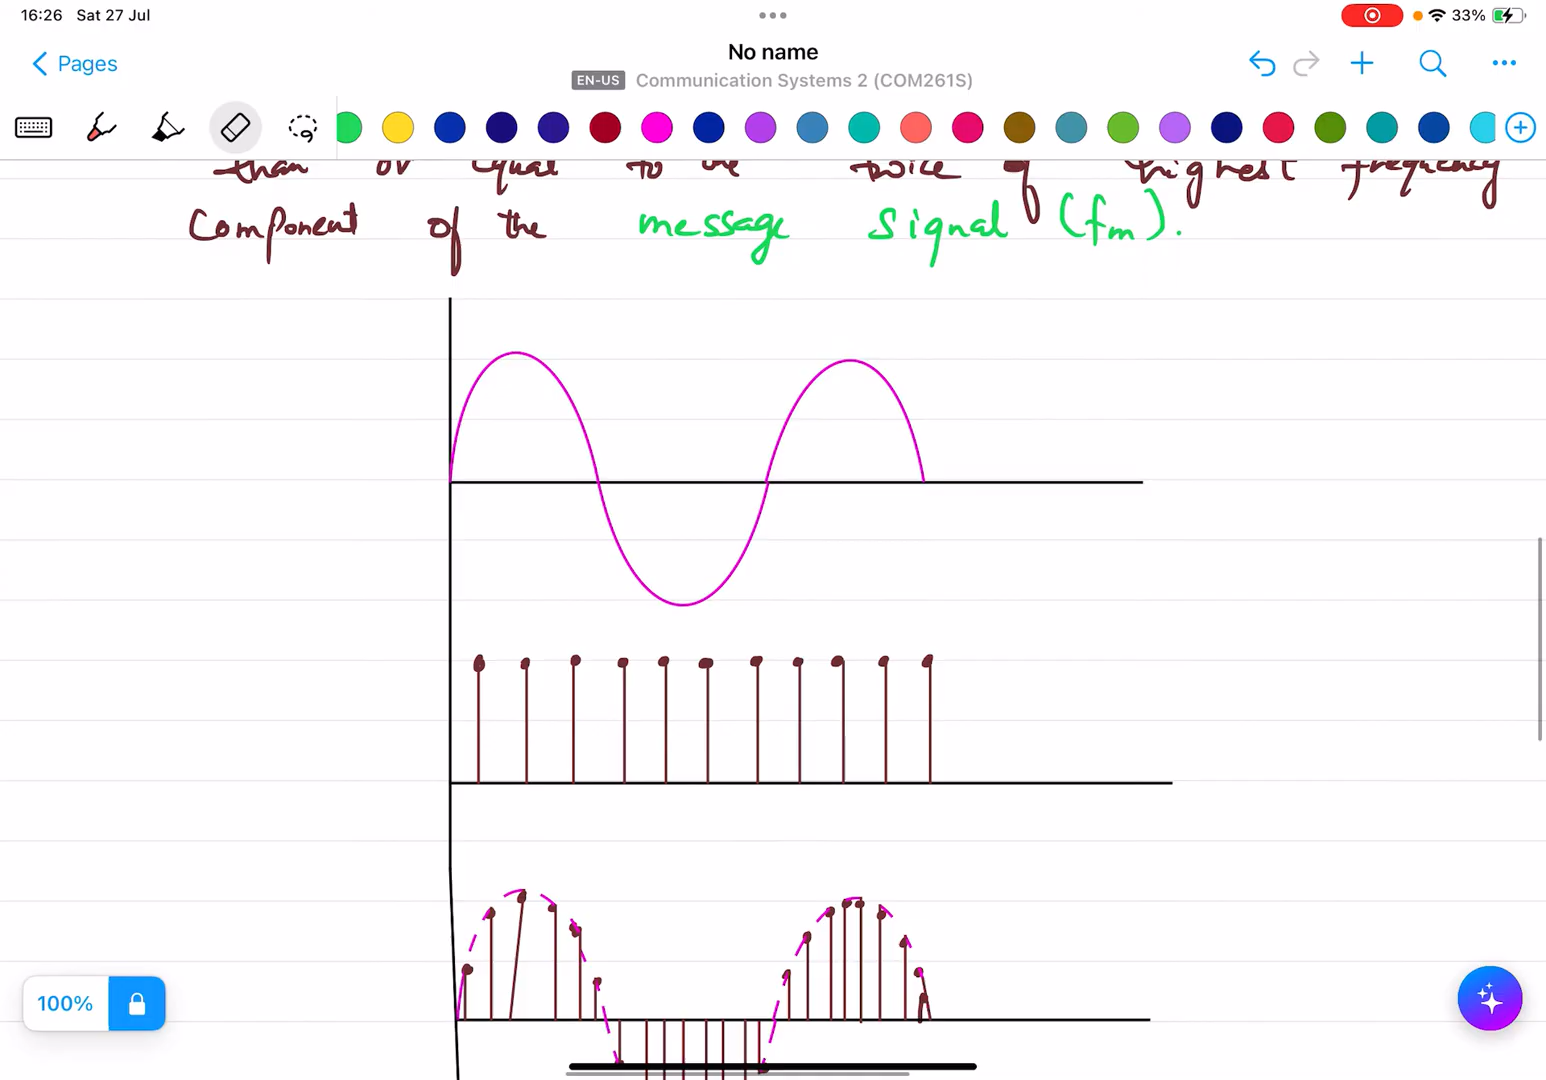 16:26 Sat 27 Jul
33%
Pages
No name
EN-US Communication Systems 2 (COM261S)
than or equal to the twice of highest frequency
Component of the message signal (fm).
100%